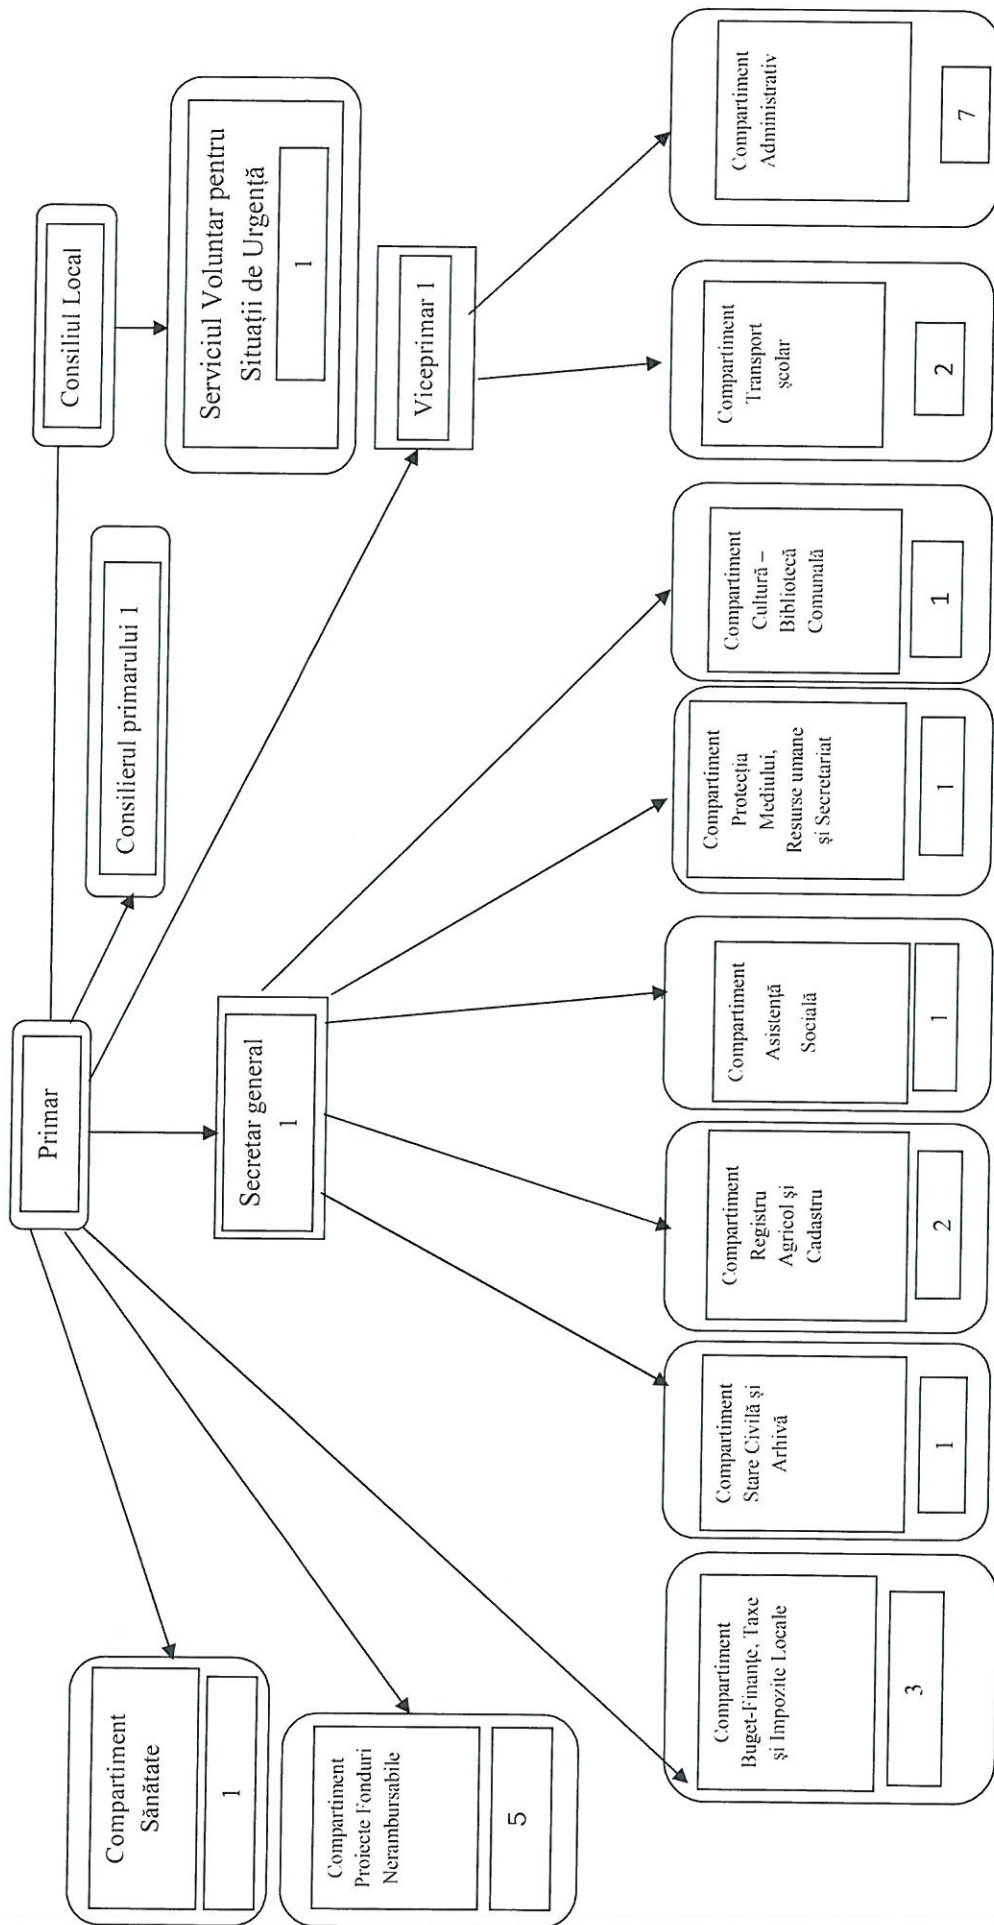 Primar
Consiliul Local
Consilierul primarului 1
Compartiment
Sănătate
1
Serviciul Voluntar pentru
Situații de Urgență
1
Secretar general
1
Compartiment
Proiecte Fonduri
Nerambursabile
5
Viceprimar 1
Compartiment
Buget-Finanțe, Taxe
și Impozite Locale
3
Compartiment
Stare Civilă și
Arhivă
1
Compartiment
Registru
Agricol și
Cadastru
2
Compartiment
Asistență
Socială
1
Compartiment
Protecția
Mediului,
Resurse umane
și Secretariat
1
Compartiment
Cultură –
Bibliotecă
Comunală
1
Compartiment
Transport
școlar
2
Compartiment
Administrativ
7